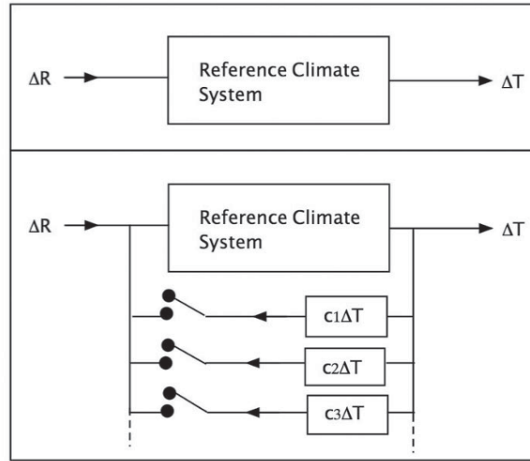 ΔR
Reference Climate
System
ΔT
ΔR
Reference Climate
System
ΔT
c1ΔT
c2ΔT
c3ΔT